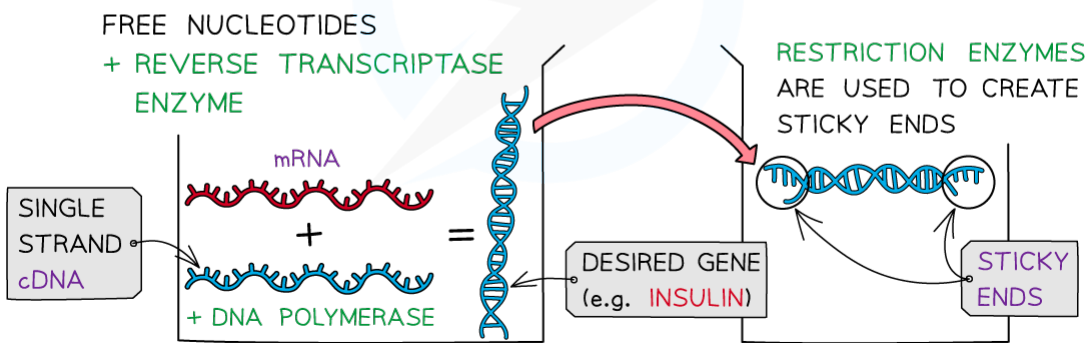 FREE NUCLEOTIDES
+ REVERSE TRANSCRIPTASE
ENZYME
mRNA
+
SINGLE
STRAND
cDNA
=
+ DNA POLYMERASE
DESIRED GENE
(e.g. INSULIN)
RESTRICTION ENZYMES
ARE USED TO CREATE
STICKY ENDS
STICKY
ENDS